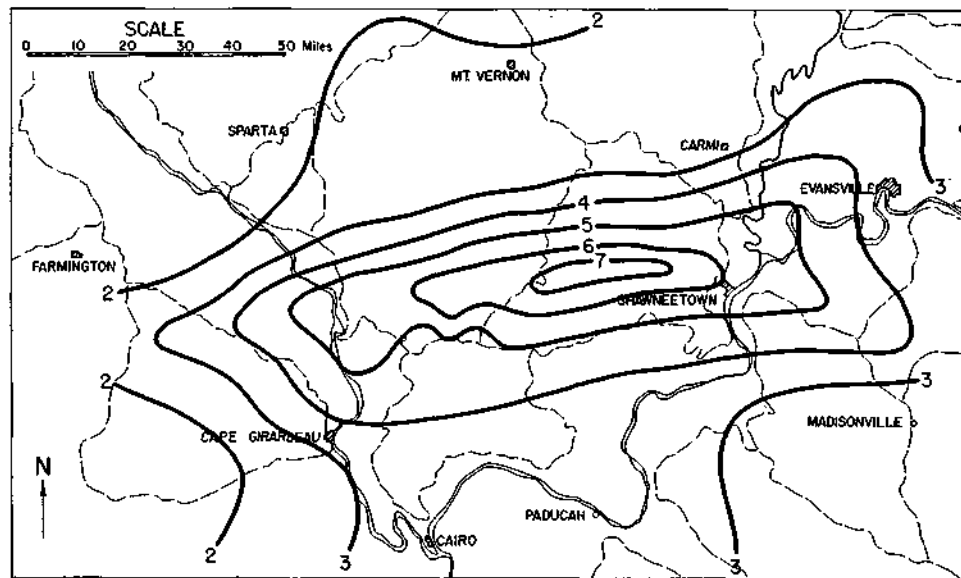 SCALE
0 10 20 30 40 50 Miles
2
MT. VERNON
SPARTA
CARMI
3
EVANSVILLE
4
5
6
7
FARMINGTON
2
SHAWNEETOWN
2
3
MADISONVILLE
CAPE GIRARDEAU
N
PADUCAH
CAIRO
2
3
3